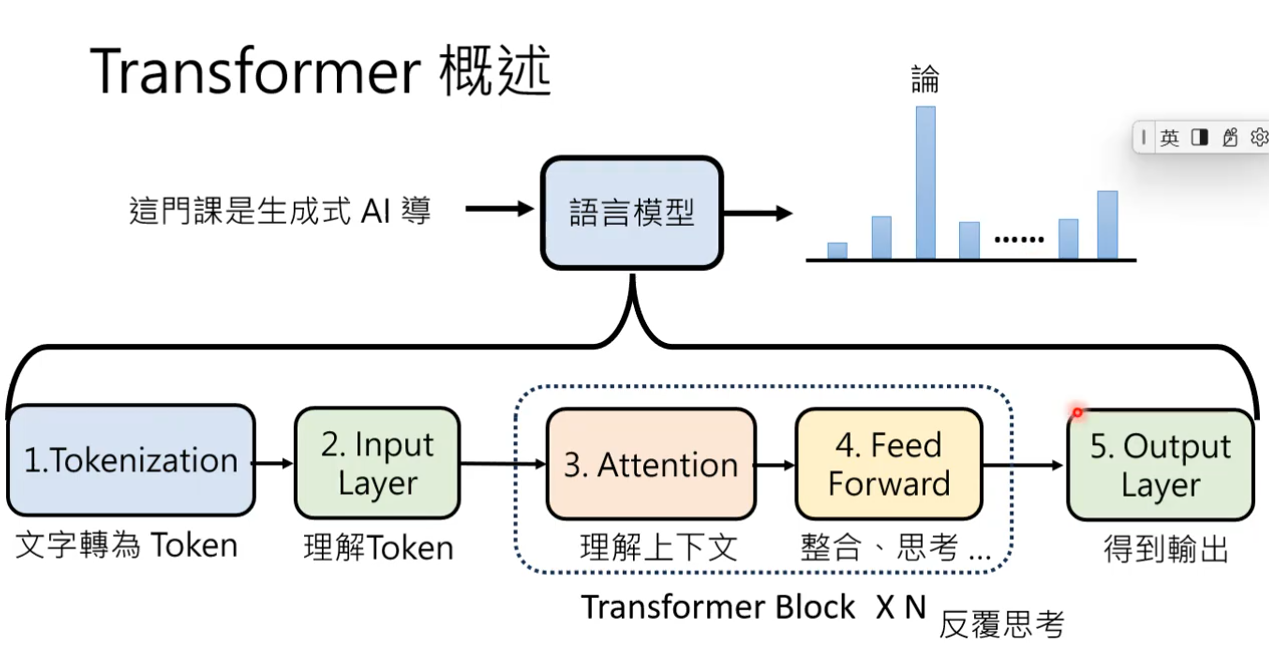 Transformer 概述
論
英
這門課是生成式 AI 導
語言模型
......
1.Tokenization
2. Input
Layer
3. Attention
4. Feed
Forward
5. Output
Layer
文字轉為 Token
理解Token
理解上下文
整合、思考 ...
得到輸出
Transformer Block X N
反覆思考